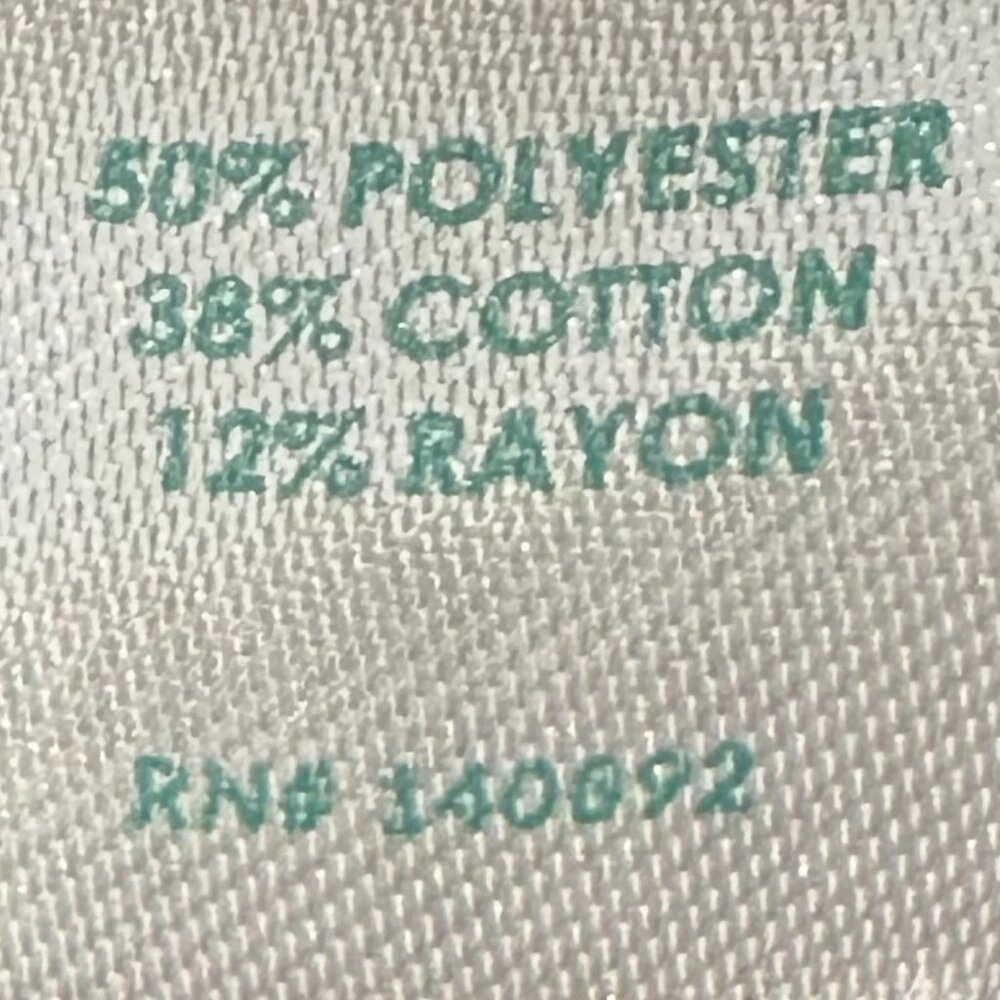 50% POLYESTER
38% COTTON
12% RAYON
RN# 140892